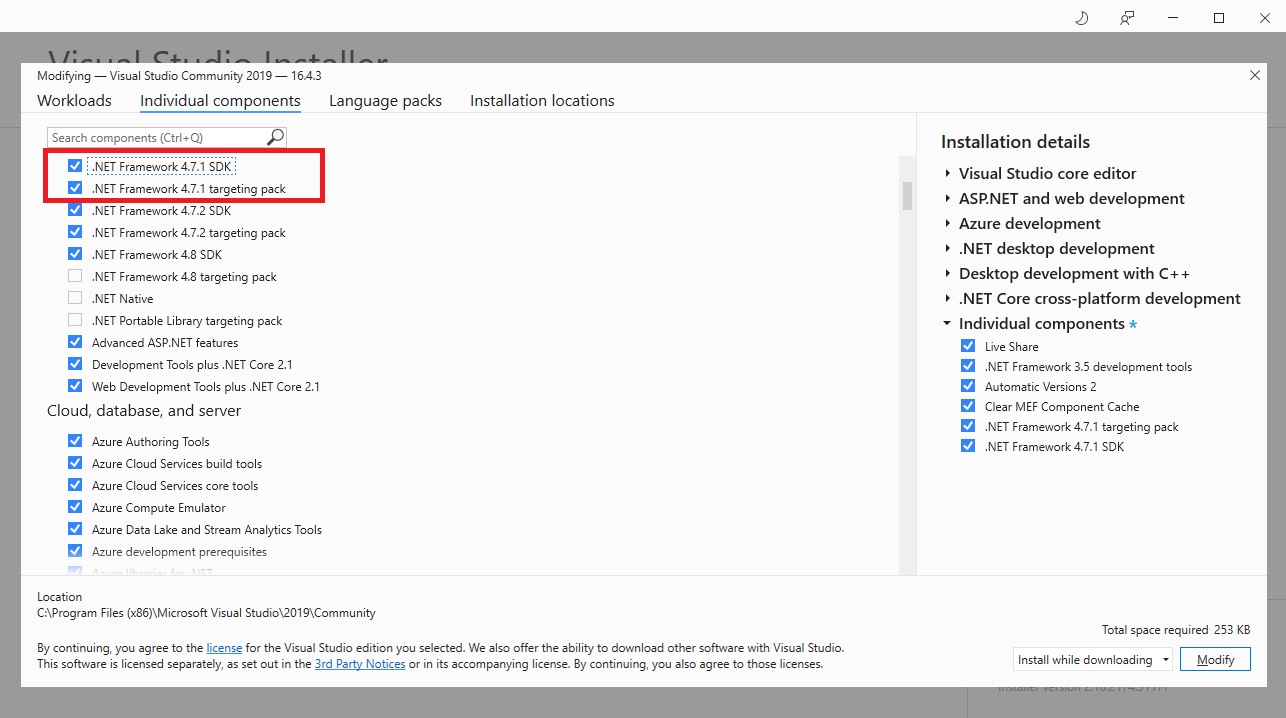 Visual Studio Installer
Modifying — Visual Studio Community 2019 — 16.4.3
Workloads Individual components Language packs Installation locations
Search components (Ctrl+Q)
.NET Framework 4.7.1 SDK
.NET Framework 4.7.1 targeting pack
.NET Framework 4.7.2 SDK
.NET Framework 4.7.2 targeting pack
.NET Framework 4.8 SDK
.NET Framework 4.8 targeting pack
.NET Native
.NET Portable Library targeting pack
Advanced ASP.NET features
Development Tools plus .NET Core 2.1
Web Development Tools plus .NET Core 2.1
Cloud, database, and server
Azure Authoring Tools
Azure Cloud Services build tools
Azure Cloud Services core tools
Azure Compute Emulator
Azure Data Lake and Stream Analytics Tools
Azure development prerequisites
Azure libraries for .NET
Installation details
Visual Studio core editor
ASP.NET and web development
Azure development
.NET desktop development
Desktop development with C++
.NET Core cross-platform development
Individual components *
Live Share
.NET Framework 3.5 development tools
Automatic Versions 2
Clear MEF Component Cache
.NET Framework 4.7.1 targeting pack
.NET Framework 4.7.1 SDK
Location
C:\Program Files (x86)\Microsoft Visual Studio\2019\Community
By continuing, you agree to the license for the Visual Studio edition you selected. We also offer the ability to download other software with Visual Studio.
This software is licensed separately, as set out in the 3rd Party Notices or in its accompanying license. By continuing, you also agree to those licenses.
Total space required 253 KB
Install while downloading
Modify
Installer version